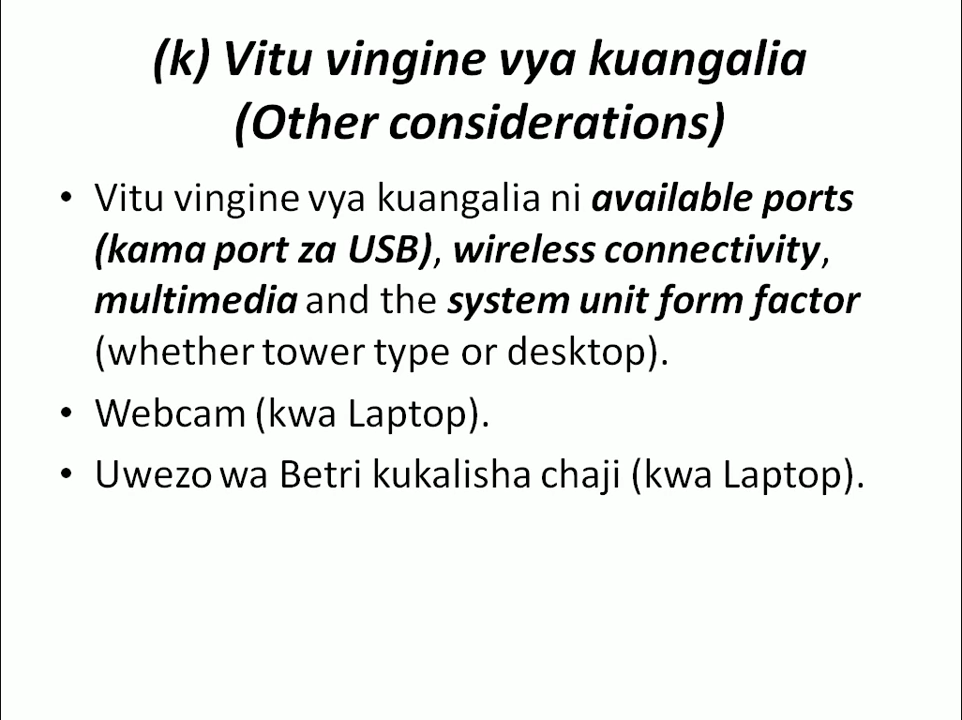 (k) Vitu vingine vya kuangalia
(Other considerations)
• Vitu vingine vya kuangalia ni available ports
(kama port za USB), wireless connectivity,
multimedia and the system unit form factor
(whether tower type or desktop).
• Webcam (kwa Laptop).
• Uwezo wa Betri kukalisha chaji (kwa Laptop).